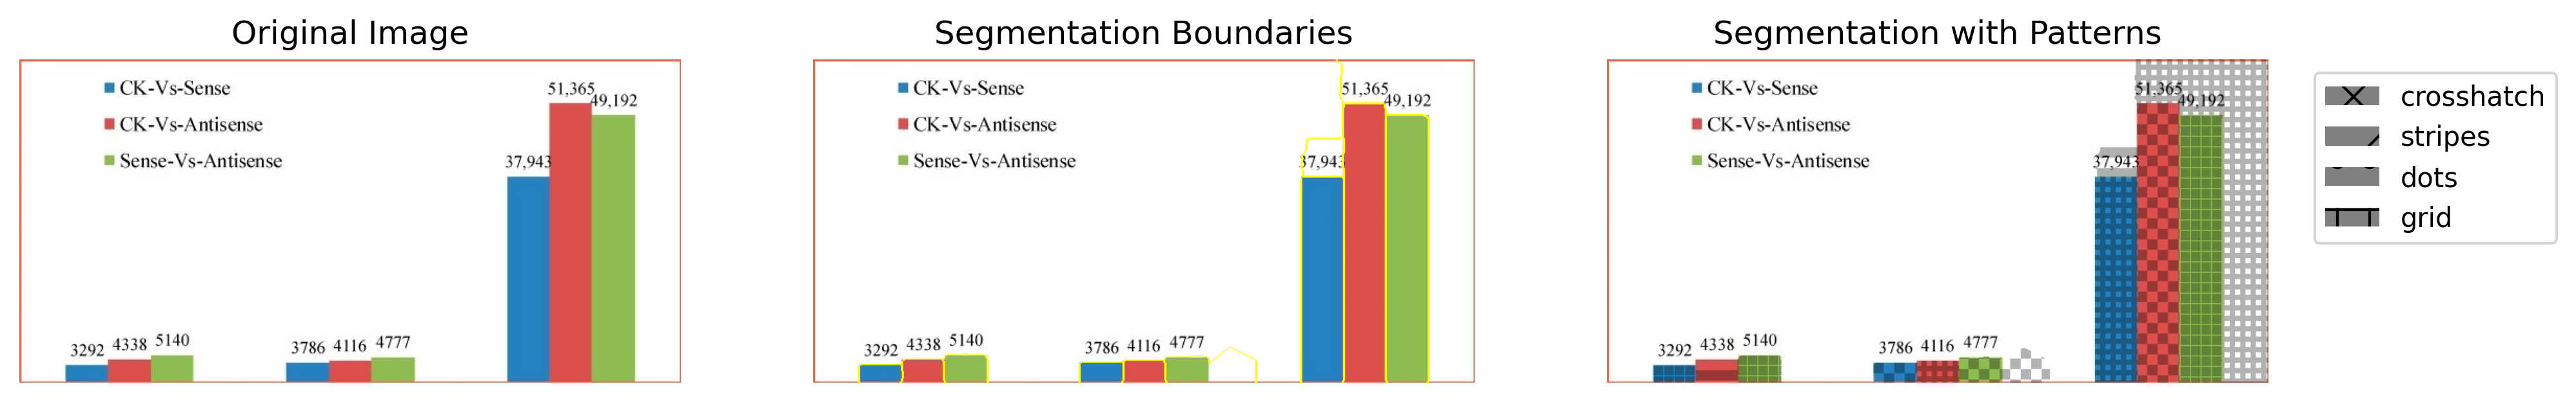 Original Image
CK-Vs-Sense
CK-Vs-Antisense
Sense-Vs-Antisense
51,365
49,192
37,943
3292 4338 5140
3786 4116 4777
Segmentation Boundaries
CK-Vs-Sense
CK-Vs-Antisense
Sense-Vs-Antisense
51,365
49,192
37,943
3292 4338 5140
3786 4116 4777
Segmentation with Patterns
CK-Vs-Sense
CK-Vs-Antisense
Sense-Vs-Antisense
51,365
49,192
37,943
3292 4338 5140
3786 4116 4777
crosshatch
stripes
dots
grid